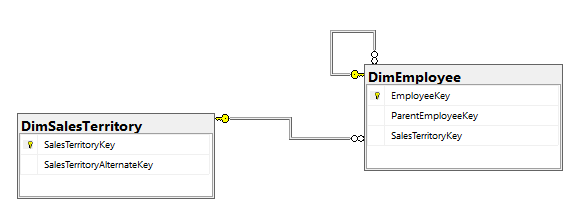 DimEmployee
EmployeeKey
ParentEmployeeKey
SalesTerritoryKey
DimSalesTerritory
SalesTerritoryKey
SalesTerritoryAlternateKey